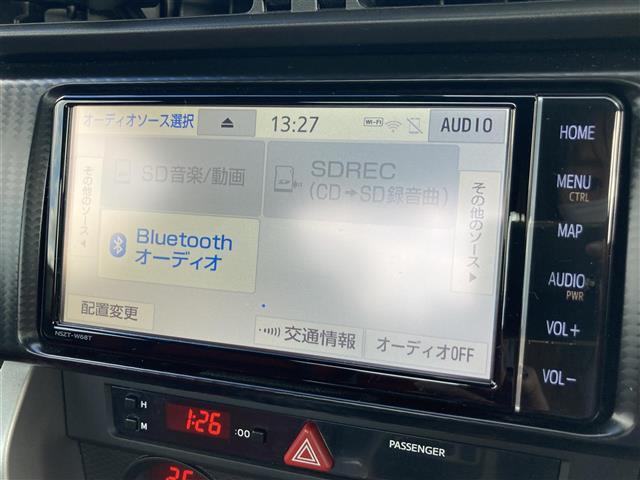 オーディオソース選択
13:27
Wi-Fi
AUDIO
その他のソース
SD音楽/動画
SDREC
(CD→SD録音曲)
その他のソース
Bluetooth
オーディオ
配置変更
交通情報
オーディオOFF
NSZT-W68T
HOME
MENU
CTRL
MAP
AUDIO
PWR
VOL+
VOL-
H
M
1:26
:00
PASSENGER